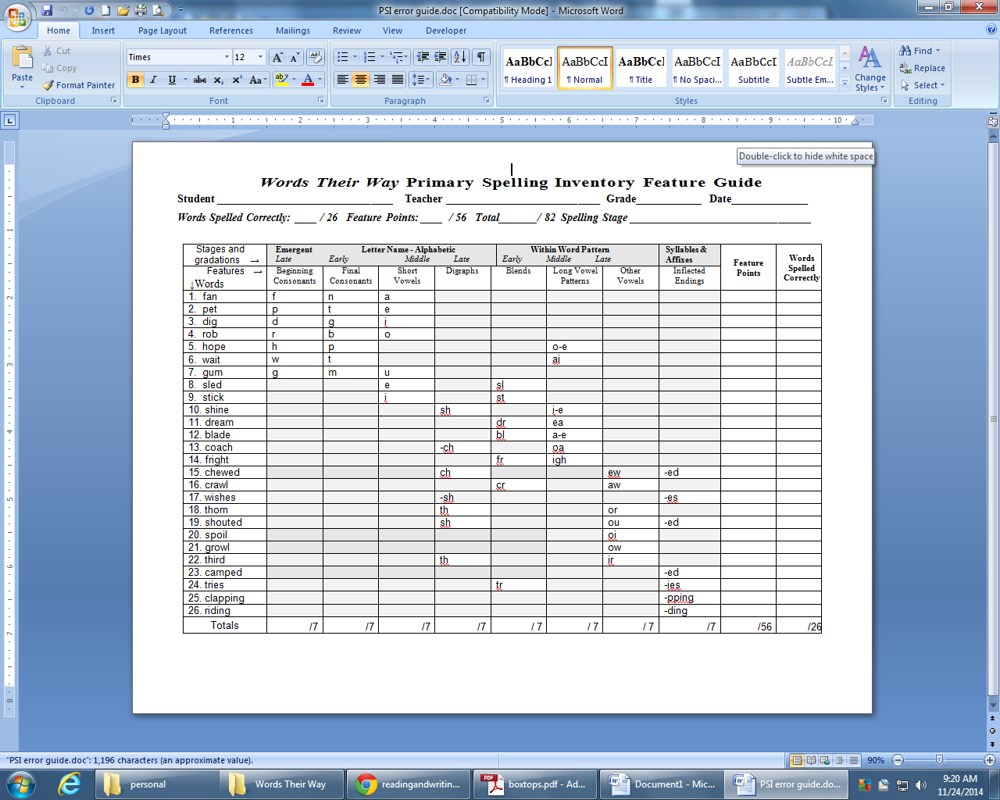 PSI error guide.doc [Compatibility Mode] - Microsoft Word
Home Insert Page Layout References Mailings Review View Developer
Paste Cut Copy Format Painter
Times 12
AaBbCcI AaBbCcI AaBbCcI AaBbCcI AaBbCcI AaBbCcI
¶ Heading 1 ¶ Normal ¶ Title ¶ No Spaci... Subtitle Subtle Em...
Change Styles
Find Replace Select
Clipboard Font Paragraph Styles Editing
1 2 3 4 5 6 7 8 9 10
Double-click to hide white space
Words Their Way Primary Spelling Inventory Feature Guide
Student Teacher Grade Date
Words Spelled Correctly: ____ / 26 Feature Points: ____ / 56 Total_______/ 82 Spelling Stage
Stages and gradations → Emergent Late Letter Name - Alphabetic Early Middle Late Within Word Pattern Early Middle Late Syllables & Affixes Feature Points Words Spelled Correctly
Features → ↓Words Beginning Consonants Final Consonants Short Vowels Digraphs Blends Long Vowel Patterns Other Vowels Inflected Endings
1. fan f n a
2. pet p t e
3. dig d g i
4. rob r b o
5. hope h p o-e
6. wait w t ai
7. gum g m u
8. sled e sl
9. stick i st
10. shine sh i-e
11. dream dr ea
12. blade bl a-e
13. coach -ch oa
14. fright fr igh
15. chewed ch ew -ed
16. crawl cr aw
17. wishes -sh -es
18. thorn th or
19. shouted sh ou -ed
20. spoil oi
21. growl ow
22. third th ir
23. camped -ed
24. tries tr -ies
25. clapping -pping
26. riding -ding
Totals /7 /7 /7 /7 / 7 / 7 / 7 /7 /56 /26
"PSI error guide.doc": 1,196 characters (an approximate value).
90%
personal Words Their Way readingandwritin... boxtops.pdf - Ad... Document1 - Mic... PSI error guide.do...
9:20 AM
11/24/2014